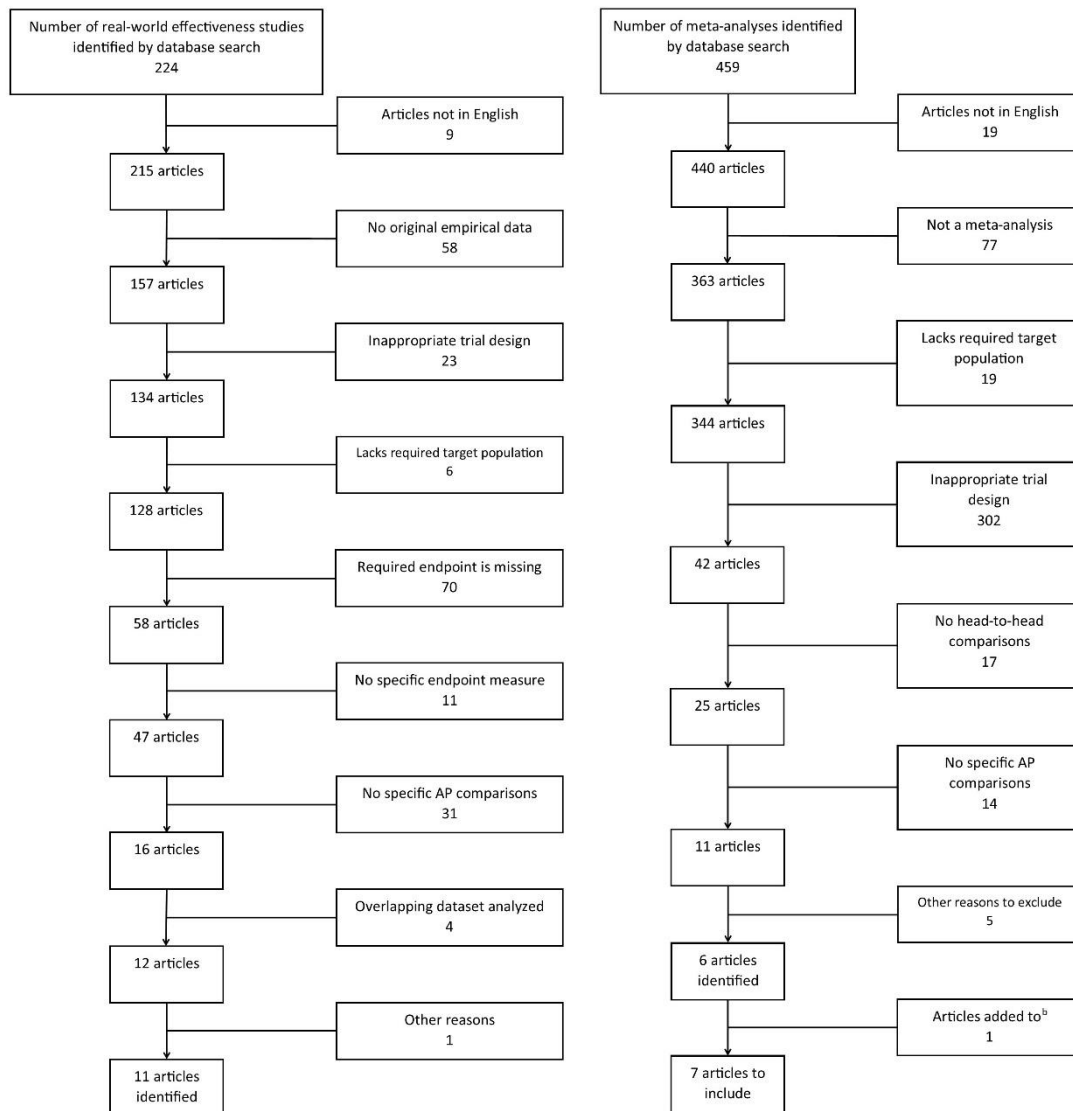 Number of real-world effectiveness studies
identified by database search
224
Articles not in English
9
215 articles
No original empirical data
58
157 articles
Inappropriate trial design
23
134 articles
Lacks required target population
6
128 articles
Required endpoint is missing
70
58 articles
No specific endpoint measure
11
47 articles
No specific AP comparisons
31
16 articles
Overlapping dataset analyzed
4
12 articles
Other reasons
1
11 articles
identified
Number of meta-analyses identified
by database search
459
Articles not in English
19
440 articles
Not a meta-analysis
77
363 articles
Lacks required target
population
19
344 articles
Inappropriate trial
design
302
42 articles
No head-to-head
comparisons
17
25 articles
No specific AP
comparisons
14
11 articles
Other reasons to exclude
5
6 articles
identified
Articles added to b
1
7 articles to
include